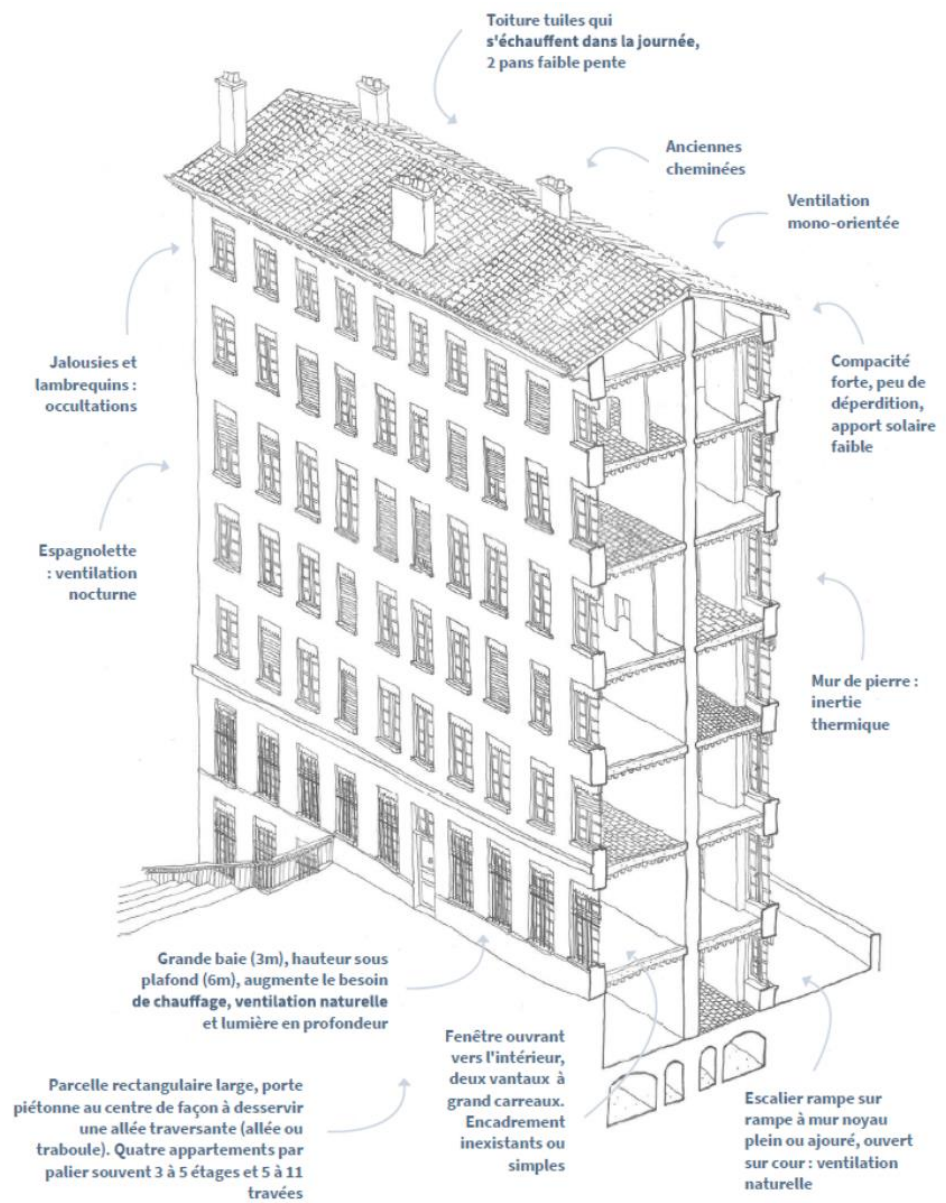 Toiture tuiles qui
s'échauffent dans la journée,
2 pans faible pente
Anciennes
cheminées
Ventilation
mono-orientée
Jalousies et
lambrequins :
occultations
Compacité
forte, peu de
déperdition,
apport solaire
faible
Espagnolette
: ventilation
nocturne
Mur de pierre :
inertie
thermique
Grande baie (3m), hauteur sous
plafond (6m), augmente le besoin
de chauffage, ventilation naturelle
et lumière en profondeur
Fenêtre ouvrant
vers l'intérieur,
deux vantaux à
grand carreaux.
Encadrement
inexistants ou
simples
Parcelle rectangulaire large, porte
piétonne au centre de façon à desservir
une allée traversante (allée ou
traboule). Quatre appartements par
palier souvent 3 à 5 étages et 5 à 11
travées
Escalier rampe sur
rampe à mur noyau
plein ou ajouré, ouvert
sur cour : ventilation
naturelle